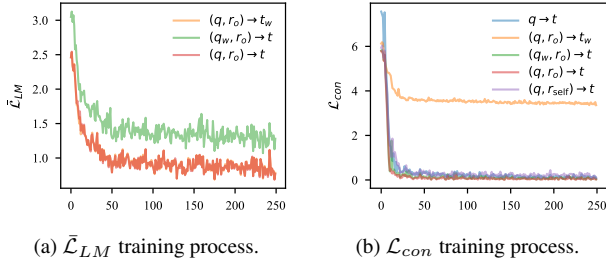 3.0
2.5
2.0
1.5
1.0
0 50 100 150 200 250
L̄_LM
(q, r_o) → t_w
(q_w, r_o) → t
(q, r_o) → t
(a) L̄_LM training process.
6
4
2
0
0 50 100 150 200 250
L_con
q → t
(q, r_o) → t_w
(q_w, r_o) → t
(q, r_o) → t
(q, r_self) → t
(b) L_con training process.